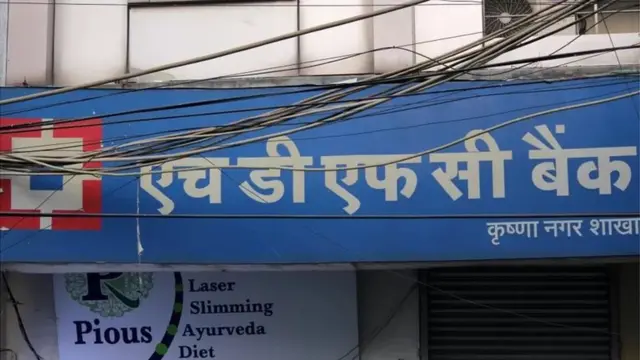 एच डी एफ सी बैंक
कृष्णा नगर शाखा
Pious
Laser
Slimming
Ayurveda
Diet